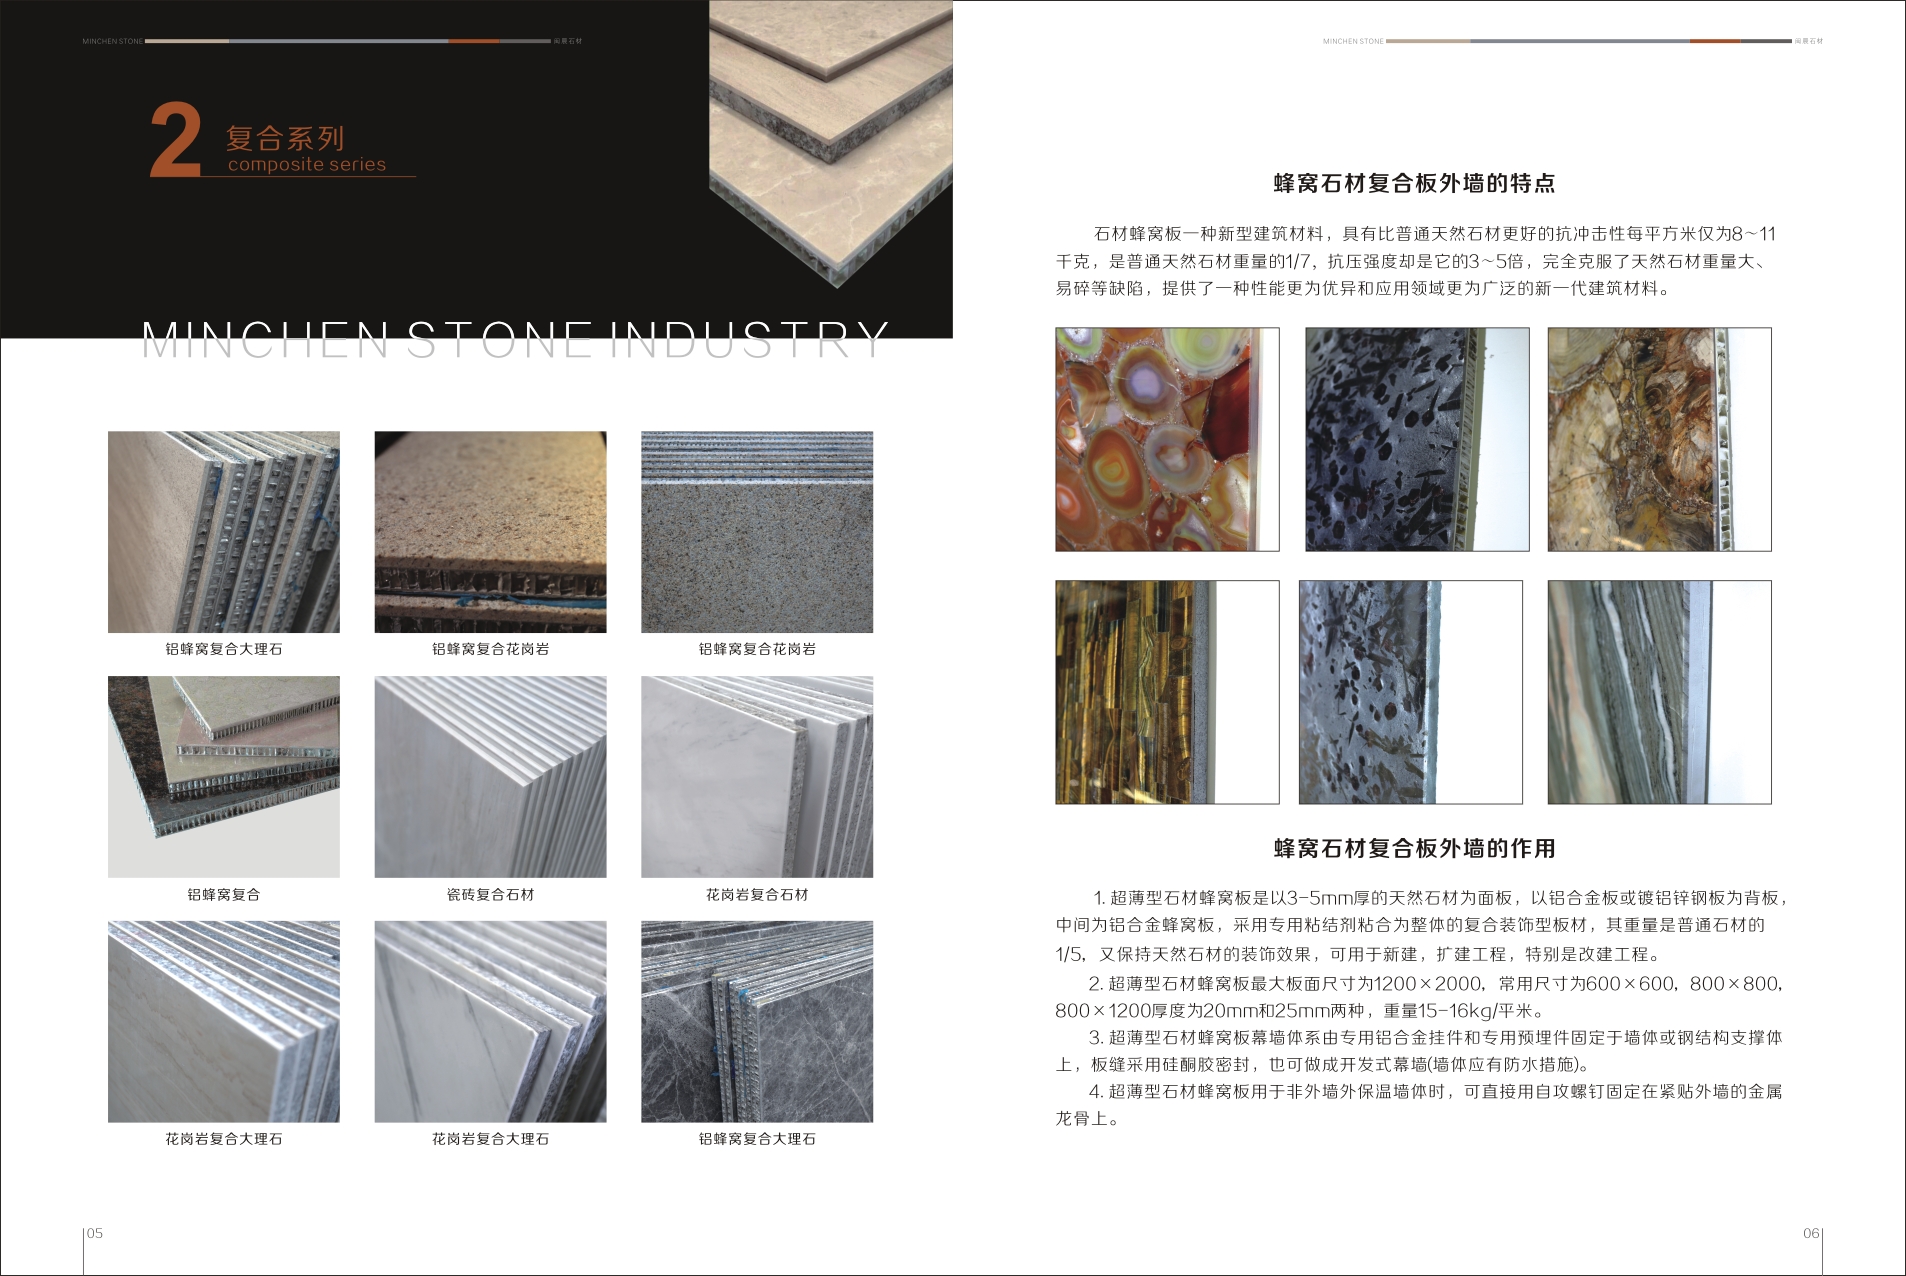 MINCHEN STONE 闽晨石材
2 复合系列
composite series
MINCHEN STONE INDUSTRY
铝蜂窝复合大理石
铝蜂窝复合花岗岩
铝蜂窝复合花岗岩
铝蜂窝复合
瓷砖复合石材
花岗岩复合石材
花岗岩复合大理石
花岗岩复合大理石
铝蜂窝复合大理石
05
MINCHEN STONE 闽晨石材
蜂窝石材复合板外墙的特点
石材蜂窝板一种新型建筑材料，具有比普通天然石材更好的抗冲击性每平方米仅为8～11
千克，是普通天然石材重量的1/7，抗压强度却是它的3～5倍，完全克服了天然石材重量大、
易碎等缺陷，提供了一种性能更为优异和应用领域更为广泛的新一代建筑材料。
蜂窝石材复合板外墙的作用
1. 超薄型石材蜂窝板是以3-5mm厚的天然石材为面板，以铝合金板或镀铝锌钢板为背板，
中间为铝合金蜂窝板，采用专用粘结剂粘合为整体的复合装饰型板材，其重量是普通石材的
1/5，又保持天然石材的装饰效果，可用于新建，扩建工程，特别是改建工程。
2. 超薄型石材蜂窝板最大板面尺寸为1200×2000，常用尺寸为600×600，800×800，
800×1200厚度为20mm和25mm两种，重量15-16kg/平米。
3. 超薄型石材蜂窝板幕墙体系由专用铝合金挂件和专用预埋件固定于墙体或钢结构支撑体
上，板缝采用硅酮胶密封，也可做成开发式幕墙(墙体应有防水措施)。
4. 超薄型石材蜂窝板用于非外墙外保温墙体时，可直接用自攻螺钉固定在紧贴外墙的金属
龙骨上。
06